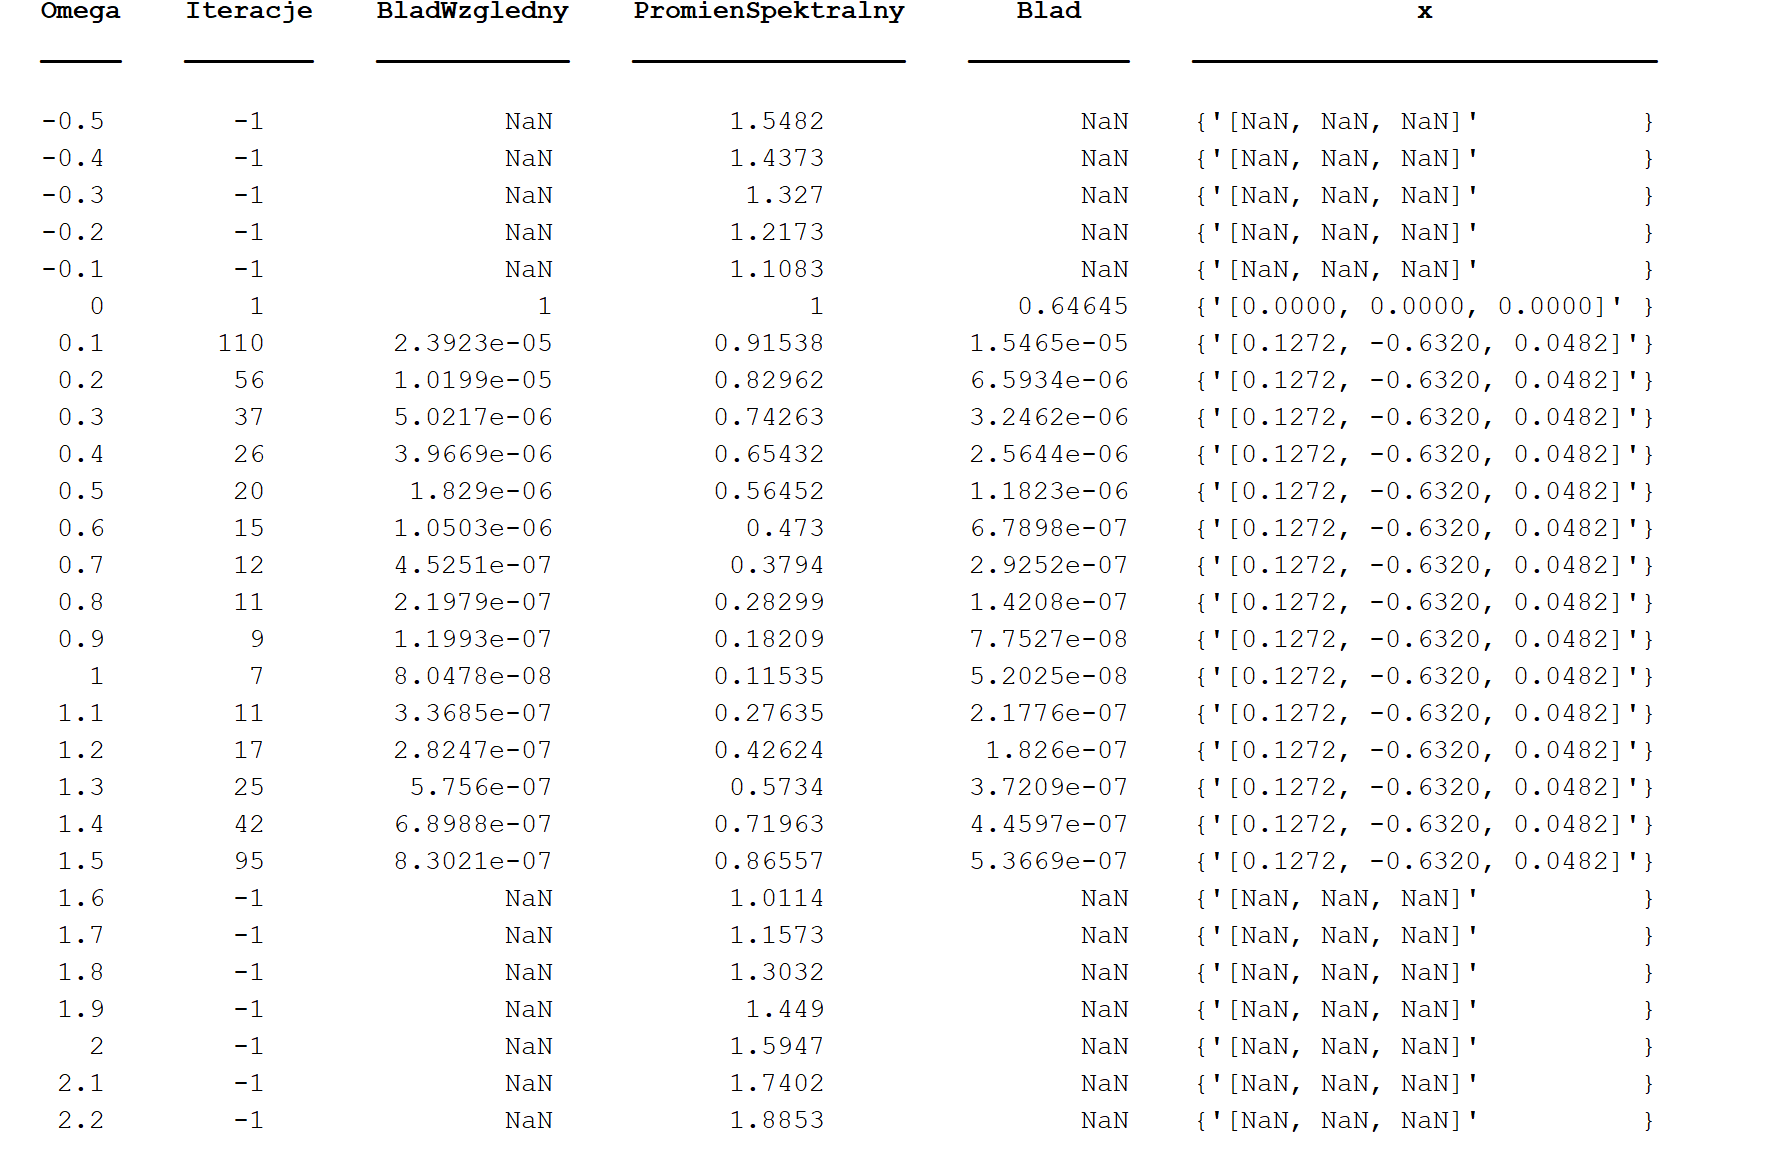 Omega Iteracje BladWzgledny PromienSpektralny Blad x
-0.5 -1 NaN 1.5482 NaN {'[NaN, NaN, NaN]' }
-0.4 -1 NaN 1.4373 NaN {'[NaN, NaN, NaN]' }
-0.3 -1 NaN 1.327 NaN {'[NaN, NaN, NaN]' }
-0.2 -1 NaN 1.2173 NaN {'[NaN, NaN, NaN]' }
-0.1 -1 NaN 1.1083 NaN {'[NaN, NaN, NaN]' }
0 1 1 1 0.64645 {'[0.0000, 0.0000, 0.0000]' }
0.1 110 2.3923e-05 0.91538 1.5465e-05 {'[0.1272, -0.6320, 0.0482]'}
0.2 56 1.0199e-05 0.82962 6.5934e-06 {'[0.1272, -0.6320, 0.0482]'}
0.3 37 5.0217e-06 0.74263 3.2462e-06 {'[0.1272, -0.6320, 0.0482]'}
0.4 26 3.9669e-06 0.65432 2.5644e-06 {'[0.1272, -0.6320, 0.0482]'}
0.5 20 1.829e-06 0.56452 1.1823e-06 {'[0.1272, -0.6320, 0.0482]'}
0.6 15 1.0503e-06 0.473 6.7898e-07 {'[0.1272, -0.6320, 0.0482]'}
0.7 12 4.5251e-07 0.3794 2.9252e-07 {'[0.1272, -0.6320, 0.0482]'}
0.8 11 2.1979e-07 0.28299 1.4208e-07 {'[0.1272, -0.6320, 0.0482]'}
0.9 9 1.1993e-07 0.18209 7.7527e-08 {'[0.1272, -0.6320, 0.0482]'}
1 7 8.0478e-08 0.11535 5.2025e-08 {'[0.1272, -0.6320, 0.0482]'}
1.1 11 3.3685e-07 0.27635 2.1776e-07 {'[0.1272, -0.6320, 0.0482]'}
1.2 17 2.8247e-07 0.42624 1.826e-07 {'[0.1272, -0.6320, 0.0482]'}
1.3 25 5.756e-07 0.5734 3.7209e-07 {'[0.1272, -0.6320, 0.0482]'}
1.4 42 6.8988e-07 0.71963 4.4597e-07 {'[0.1272, -0.6320, 0.0482]'}
1.5 95 8.3021e-07 0.86557 5.3669e-07 {'[0.1272, -0.6320, 0.0482]'}
1.6 -1 NaN 1.0114 NaN {'[NaN, NaN, NaN]' }
1.7 -1 NaN 1.1573 NaN {'[NaN, NaN, NaN]' }
1.8 -1 NaN 1.3032 NaN {'[NaN, NaN, NaN]' }
1.9 -1 NaN 1.449 NaN {'[NaN, NaN, NaN]' }
2 -1 NaN 1.5947 NaN {'[NaN, NaN, NaN]' }
2.1 -1 NaN 1.7402 NaN {'[NaN, NaN, NaN]' }
2.2 -1 NaN 1.8853 NaN {'[NaN, NaN, NaN]' }